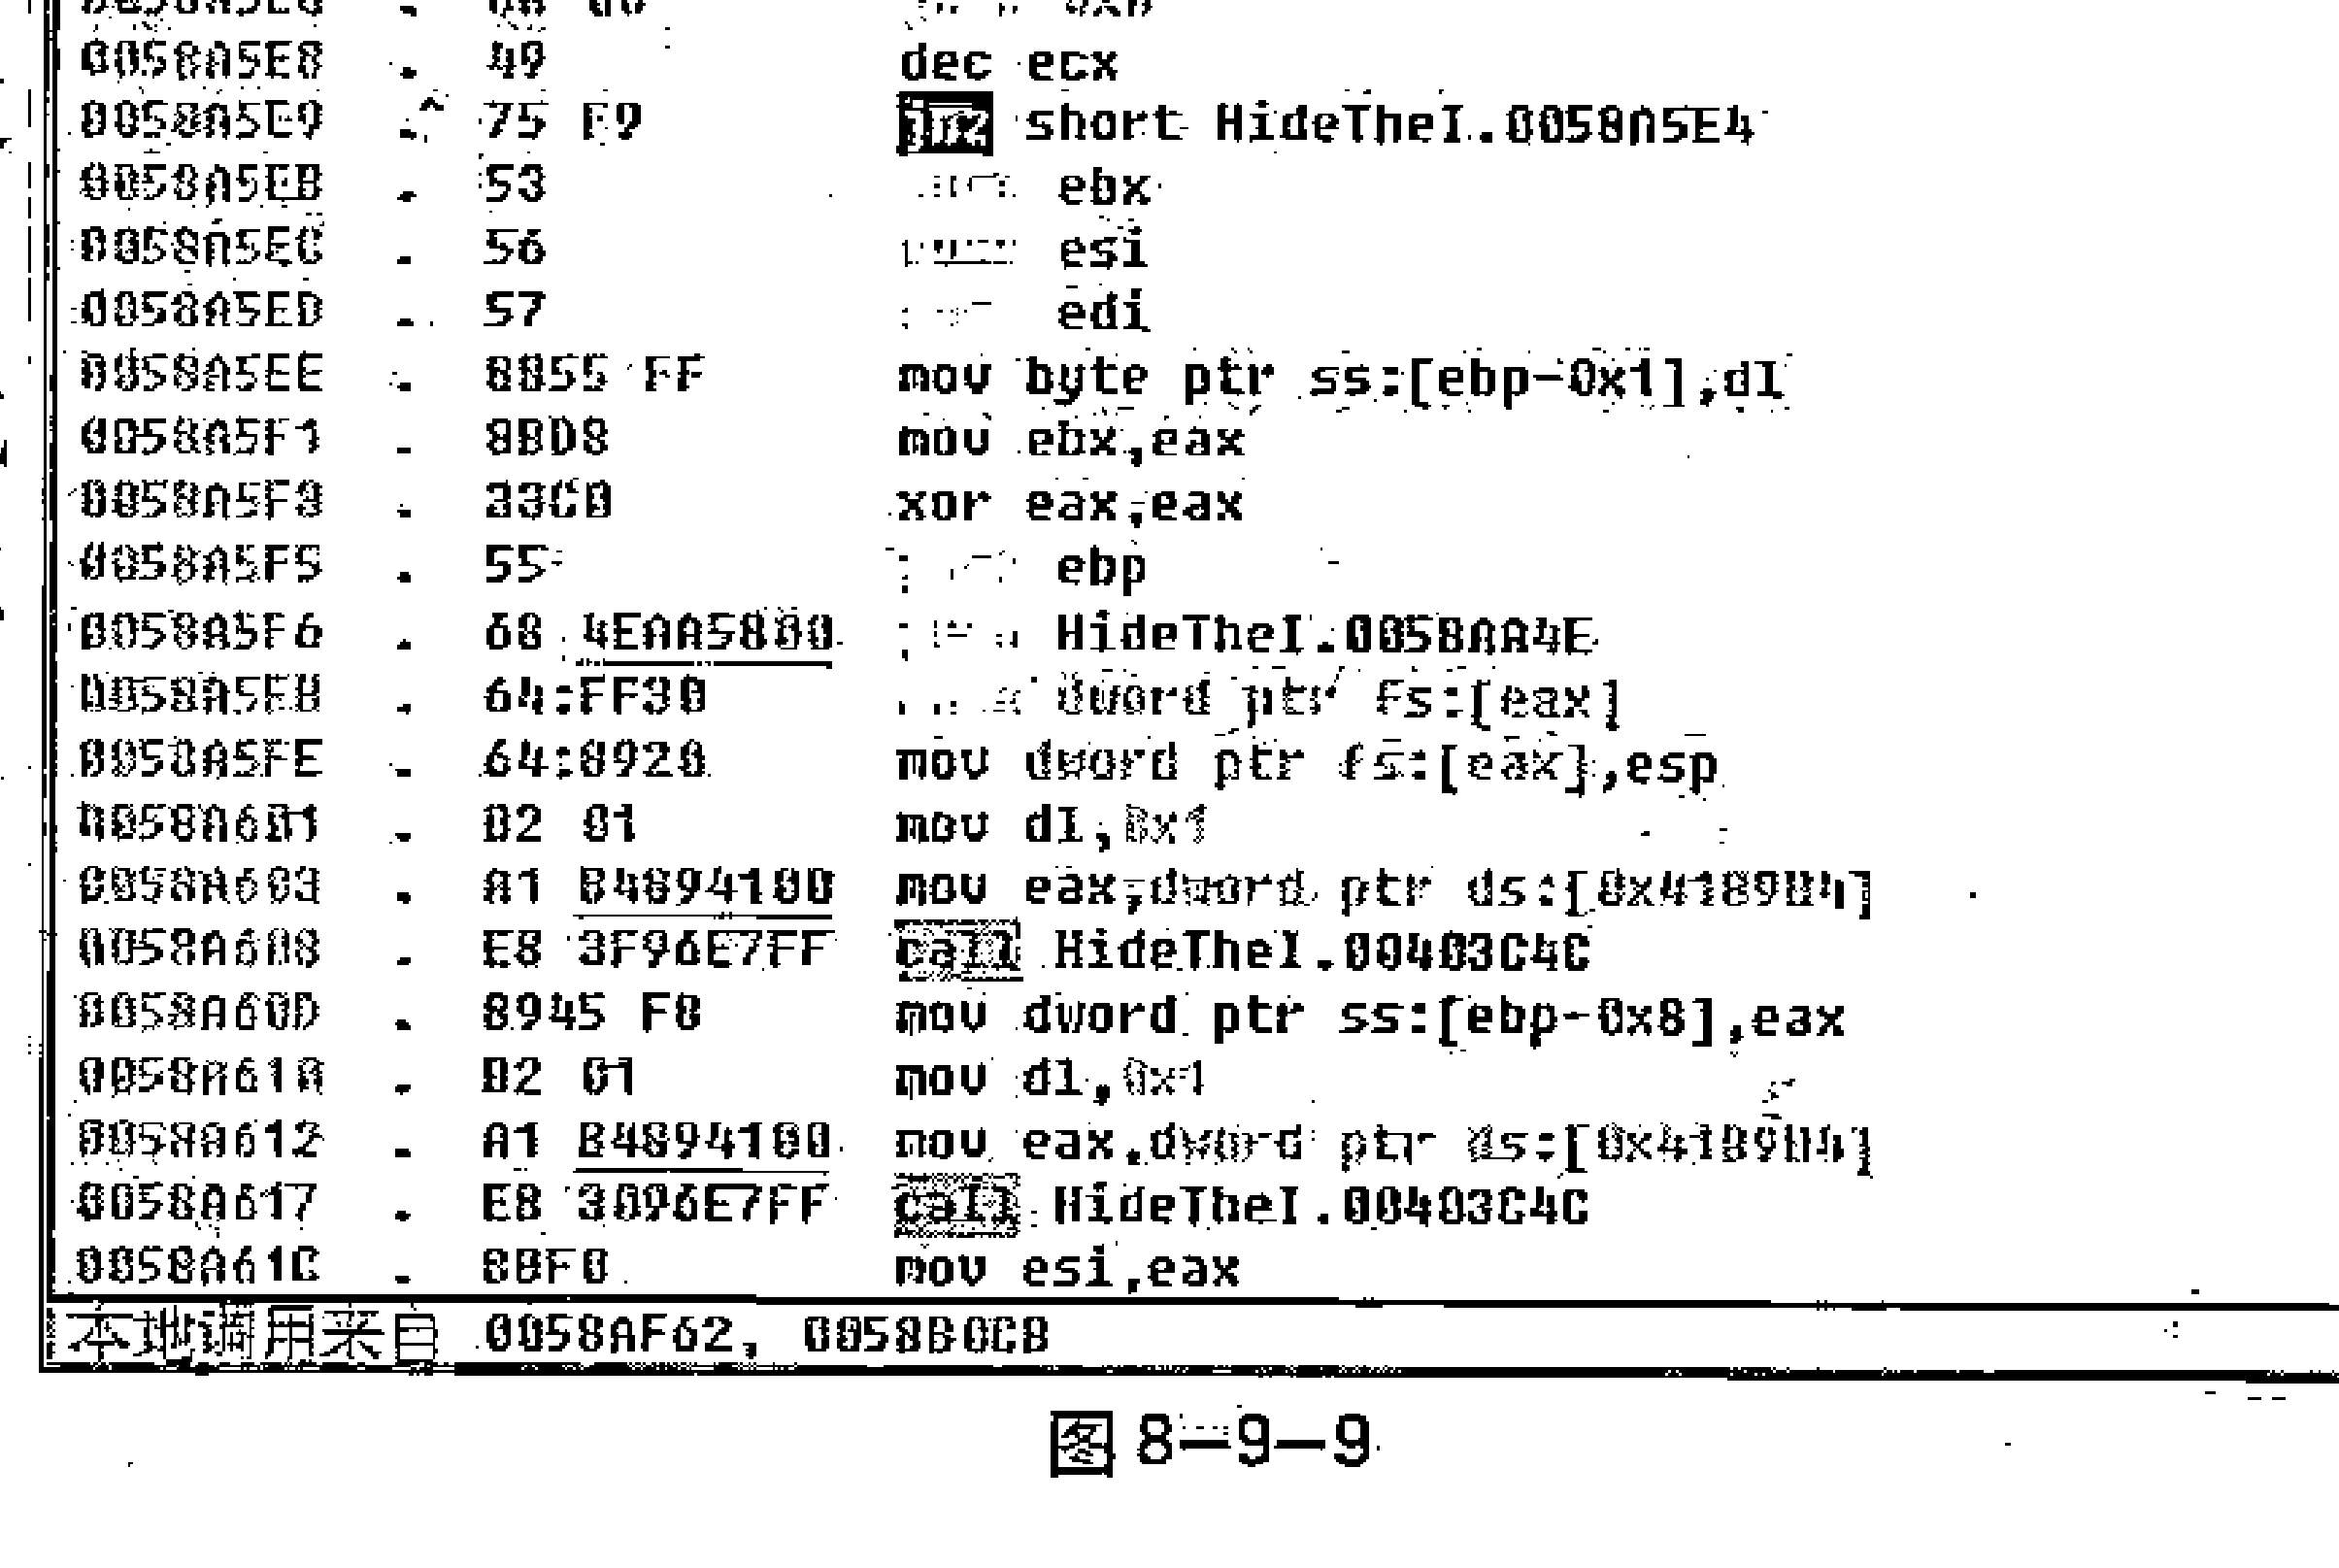 0058A5E8 . 49 dec ecx
0058A5E9 .^ 75 F9 jnz short HideTheI.0058A5E4
0058A5EB . 53 ebx
0058A5EC . 56 esi
0058A5ED . 57 edi
0058A5EE . 8855 FF mov byte ptr ss:[ebp-0x1],dl
0058A5F1 . 8BD8 mov ebx,eax
0058A5F3 . 33C0 xor eax,eax
0058A5F5 . 55 ebp
0058A5F6 . 68 4EAA5800 HideTheI.0058AA4E
0058A5FB . 64:FF30 dword ptr fs:[eax]
0058A5FE . 64:8920 mov dword ptr fs:[eax],esp
0058A601 . B2 01 mov dl,0x1
0058A603 . A1 B4894100 mov eax,dword ptr ds:[0x4189B4]
0058A608 . E8 3F96E7FF call HideTheI.00403C4C
0058A60D . 8945 F8 mov dword ptr ss:[ebp-0x8],eax
0058A610 . B2 01 mov dl,0x1
0058A612 . A1 B4894100 mov eax,dword ptr ds:[0x4189B4]
0058A617 . E8 3096E7FF call HideTheI.00403C4C
0058A61C . 8BF0 mov esi,eax
本地调用来自 0058AF62, 0058B0CB
图 8—9—9